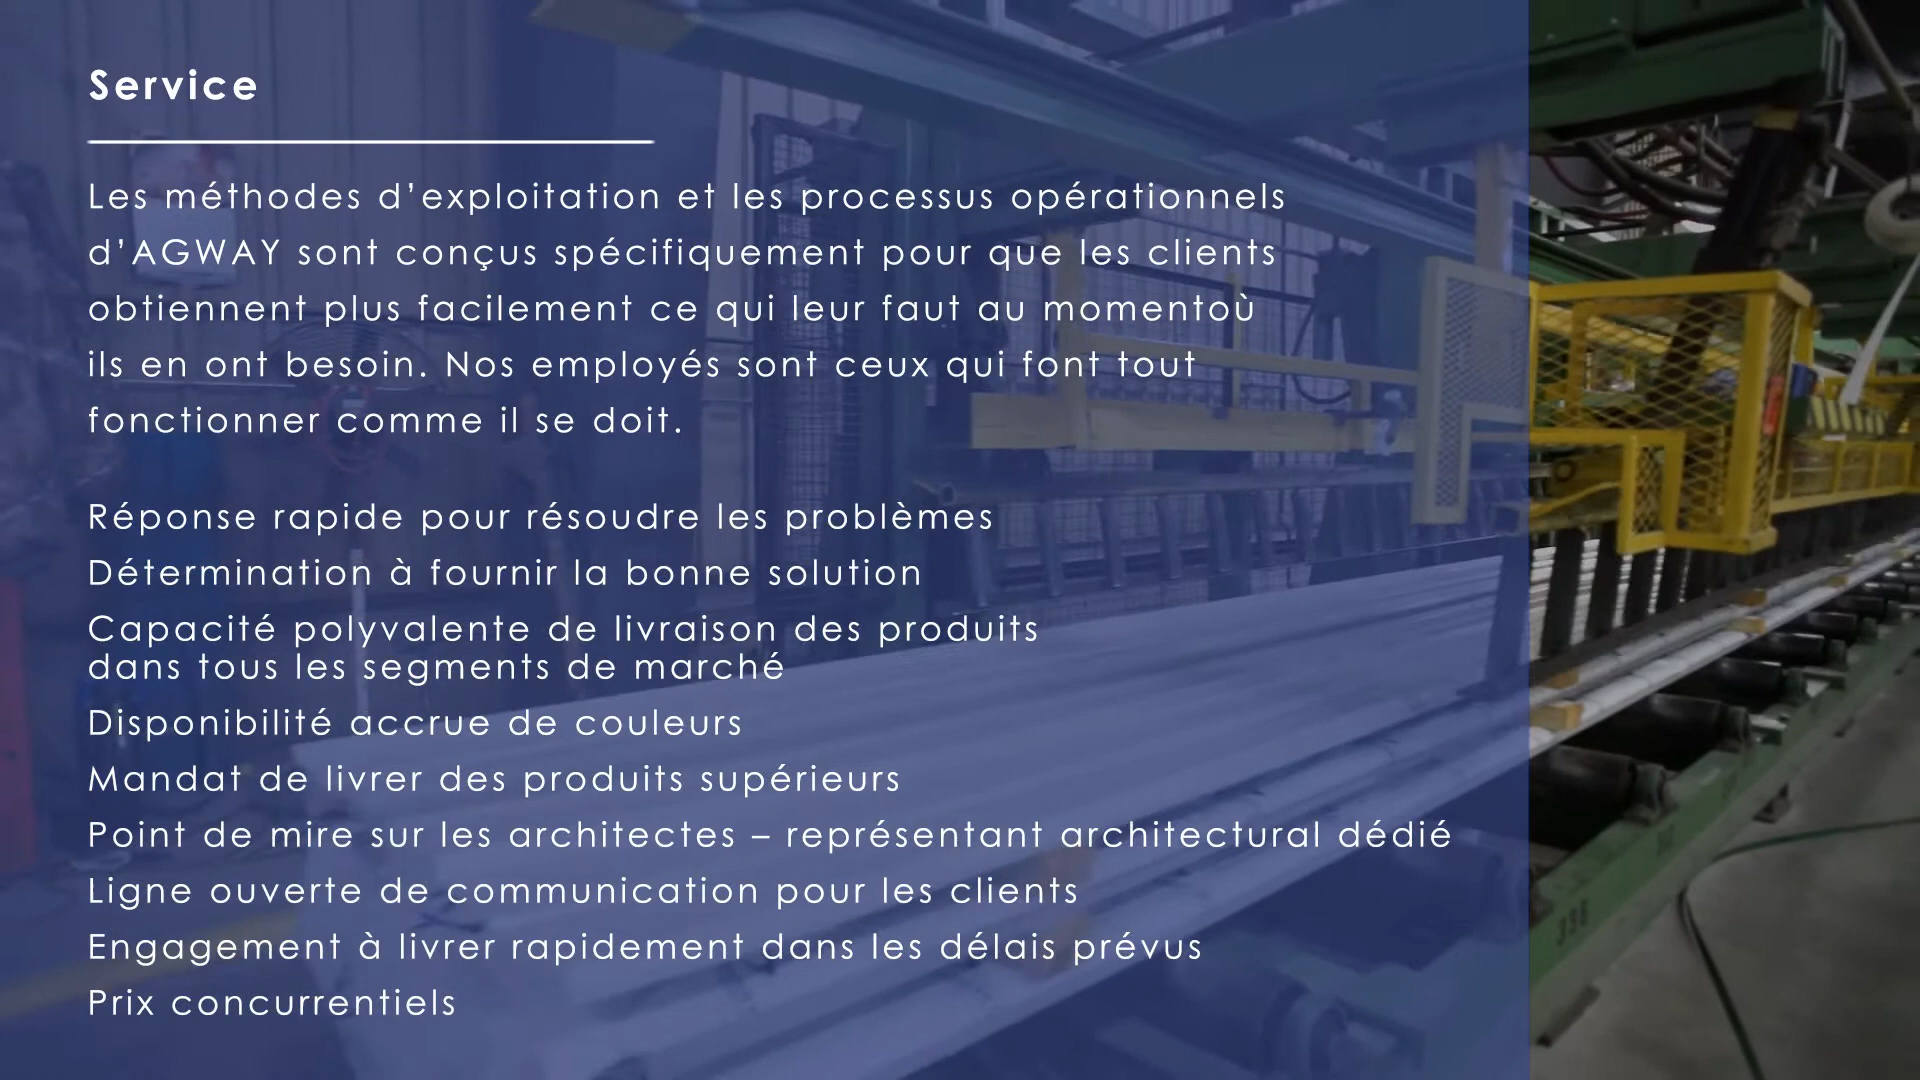 Service
Les méthodes d’exploitation et les processus opérationnels
d’AGWAY sont conçus spécifiquement pour que les clients
obtiennent plus facilement ce qui leur faut au momentoù
ils en ont besoin. Nos employés sont ceux qui font tout
fonctionner comme il se doit.
Réponse rapide pour résoudre les problèmes
Détermination à fournir la bonne solution
Capacité polyvalente de livraison des produits
dans tous les segments de marché
Disponibilité accrue de couleurs
Mandat de livrer des produits supérieurs
Point de mire sur les architectes – représentant architectural dédié
Ligne ouverte de communication pour les clients
Engagement à livrer rapidement dans les délais prévus
Prix concurrentiels